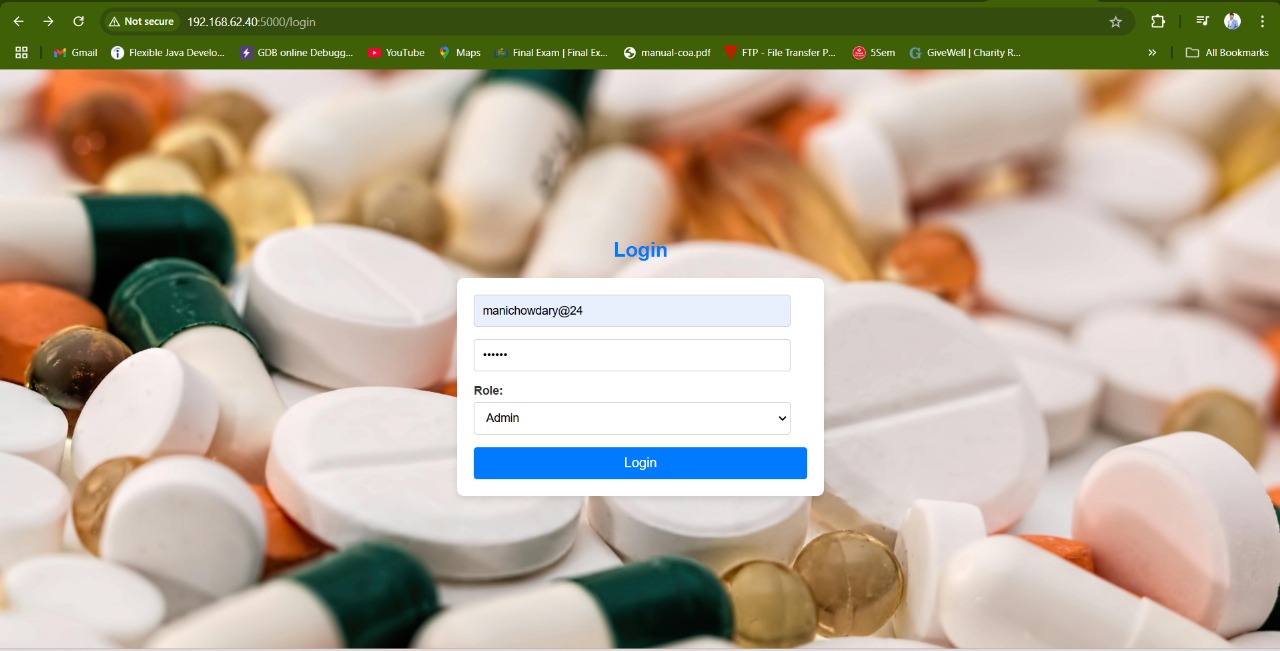 Not secure 192.168.62.40:5000/login
Gmail Flexible Java Develo... GDB online Debugg... YouTube Maps Final Exam | Final Ex... manual-coa.pdf FTP - File Transfer P... 5Sem GiveWell | Charity R... » All Bookmarks
Login
manichowdary@24
••••••
Role:
Admin
Login